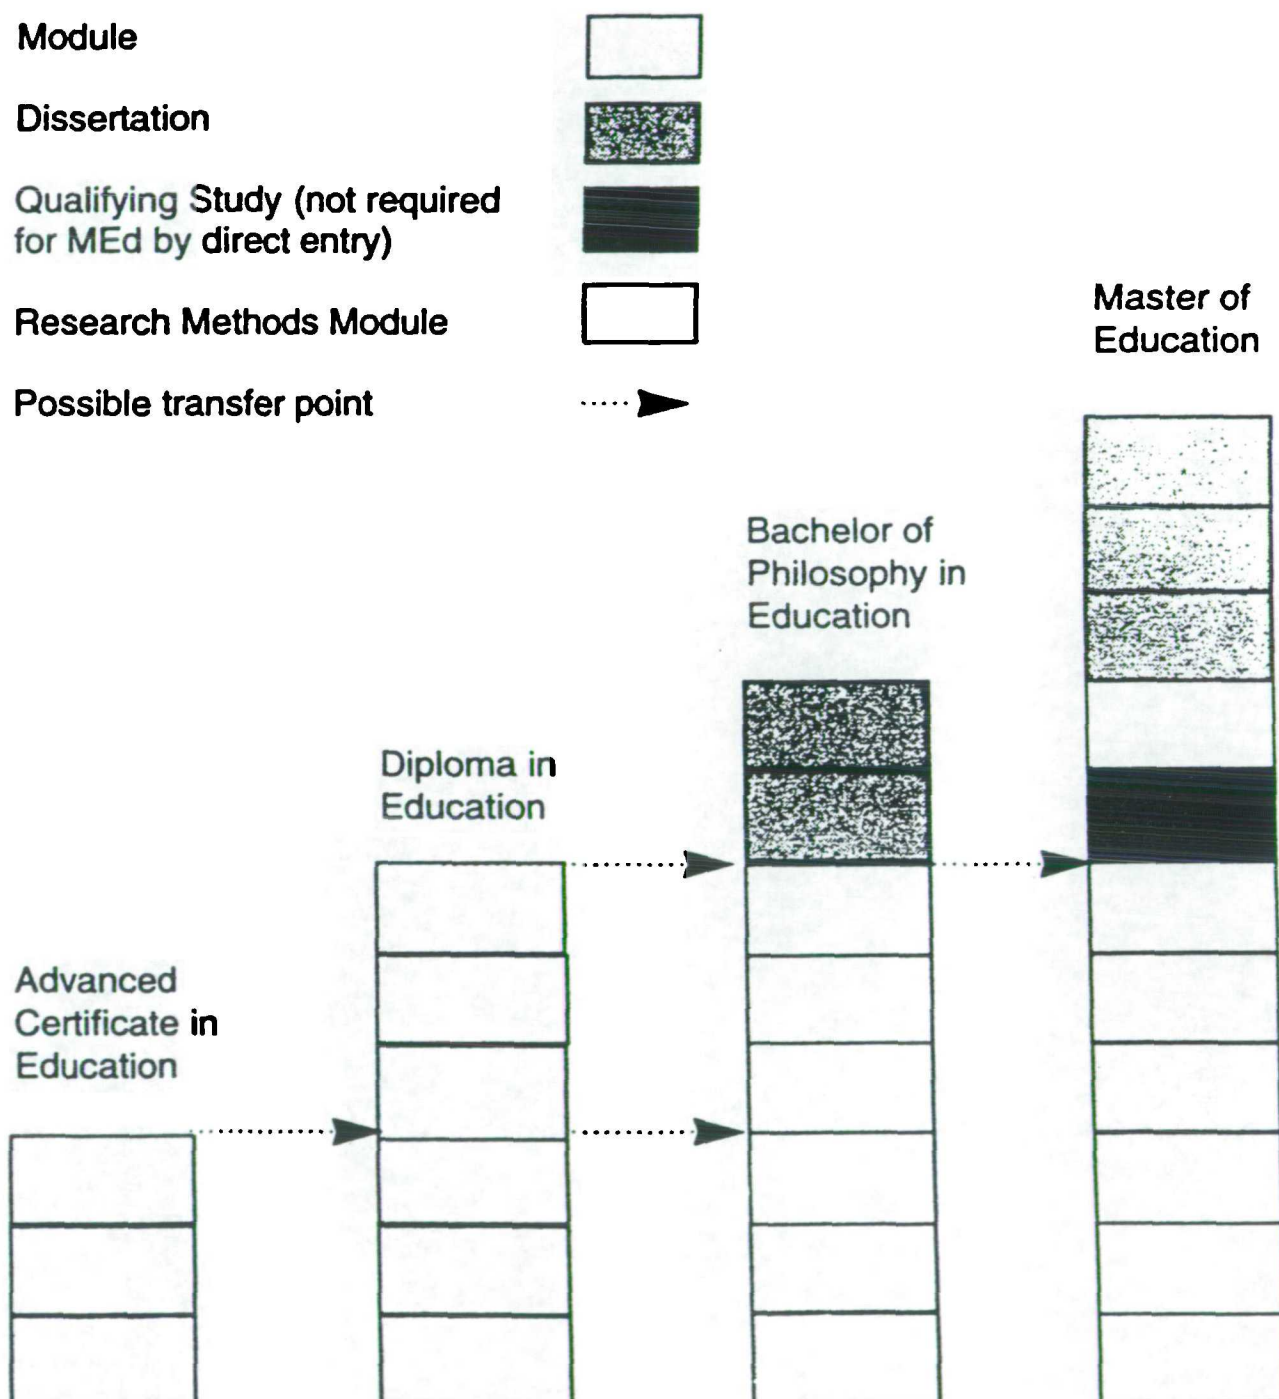 Module
Dissertation
Qualifying Study (not required
for MEd by direct entry)
Research Methods Module
Possible transfer point
Master of
Education
Bachelor of
Philosophy in
Education
Diploma in
Education
Advanced
Certificate in
Education